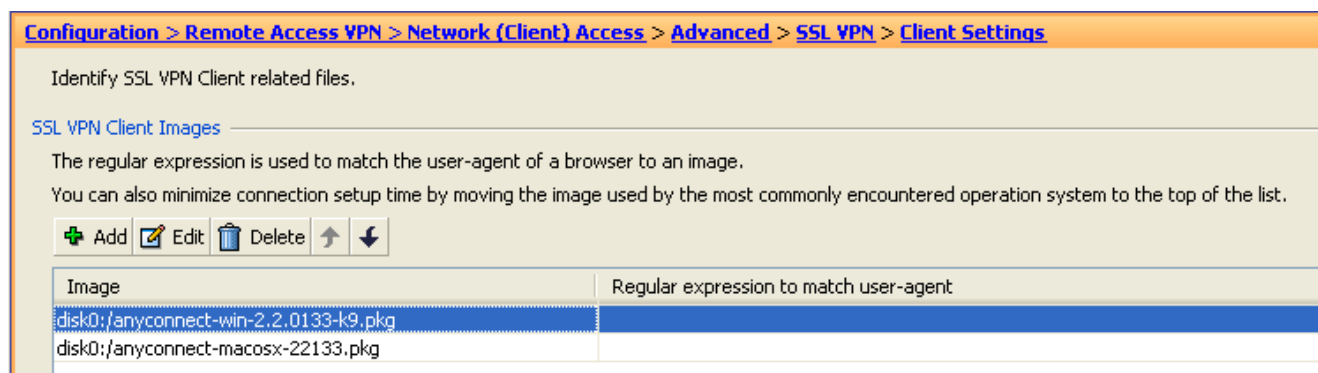 Configuration > Remote Access VPN > Network (Client) Access > Advanced > SSL VPN > Client Settings
Identify SSL VPN Client related files.
SSL VPN Client Images
The regular expression is used to match the user-agent of a browser to an image.
You can also minimize connection setup time by moving the image used by the most commonly encountered operation system to the top of the list.
Add Edit Delete
Image Regular expression to match user-agent
disk0:/anyconnect-win-2.2.0133-k9.pkg
disk0:/anyconnect-macosx-22133.pkg